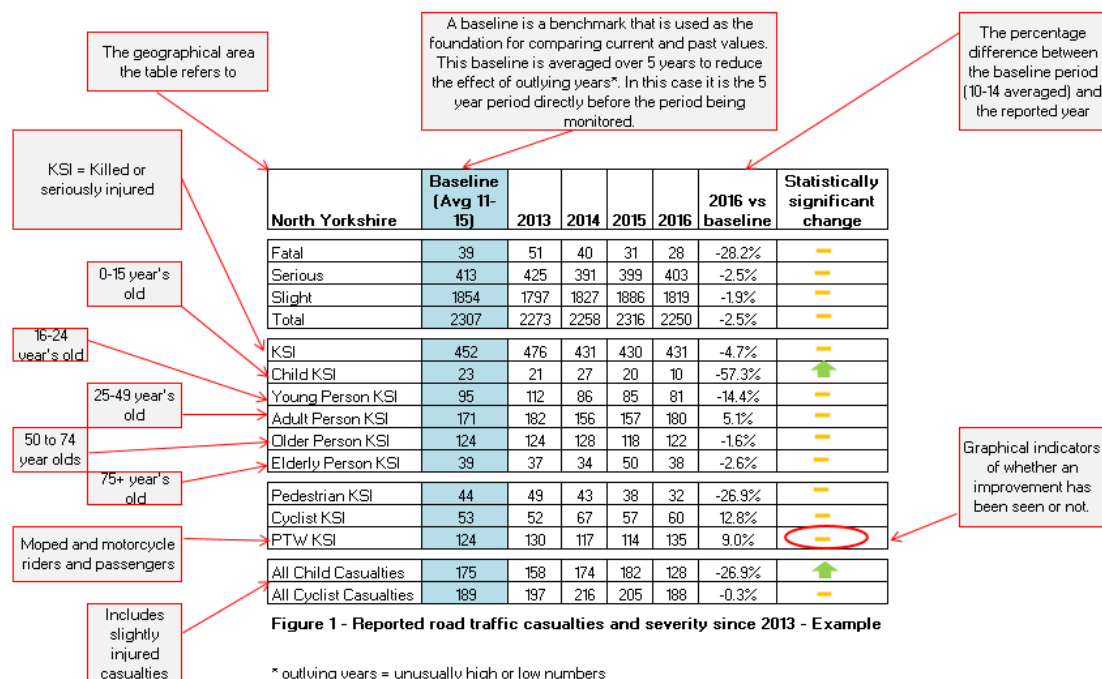 The geographical area
the table refers to
A baseline is a benchmark that is used as the
foundation for comparing current and past values.
This baseline is averaged over 5 years to reduce
the effect of outlying years*. In this case it is the 5
year period directly before the period being
monitored.
The percentage
difference between
the baseline period
(10-14 averaged) and
the reported year
KSI = Killed or
seriously injured
0-15 year's
old
16-24
year's old
25-49 year's
old
50 to 74
year olds
75+ year's
old
Moped and motorcycle
riders and passengers
Includes
slightly
injured
casualties
North Yorkshire Baseline (Avg 11-15) 2013 2014 2015 2016 2016 vs baseline Statistically significant change
Fatal 39 51 40 31 28 -28.2%
Serious 413 425 391 399 403 -2.5%
Slight 1854 1797 1827 1886 1819 -1.9%
Total 2307 2273 2258 2316 2250 -2.5%
KSI 452 476 431 430 431 -4.7%
Child KSI 23 21 27 20 10 -57.3%
Young Person KSI 95 112 86 85 81 -14.4%
Adult Person KSI 171 182 156 157 180 5.1%
Older Person KSI 124 124 128 118 122 -1.6%
Elderly Person KSI 39 37 34 50 38 -2.6%
Pedestrian KSI 44 49 43 38 32 -26.9%
Cyclist KSI 53 52 67 57 60 12.8%
PTW KSI 124 130 117 114 135 9.0%
All Child Casualties 175 158 174 182 128 -26.9%
All Cyclist Casualties 189 197 216 205 188 -0.3%
Graphical indicators
of whether an
improvement has
been seen or not.
Figure 1 - Reported road traffic casualties and severity since 2013 - Example
* outlying years = unusually high or low numbers